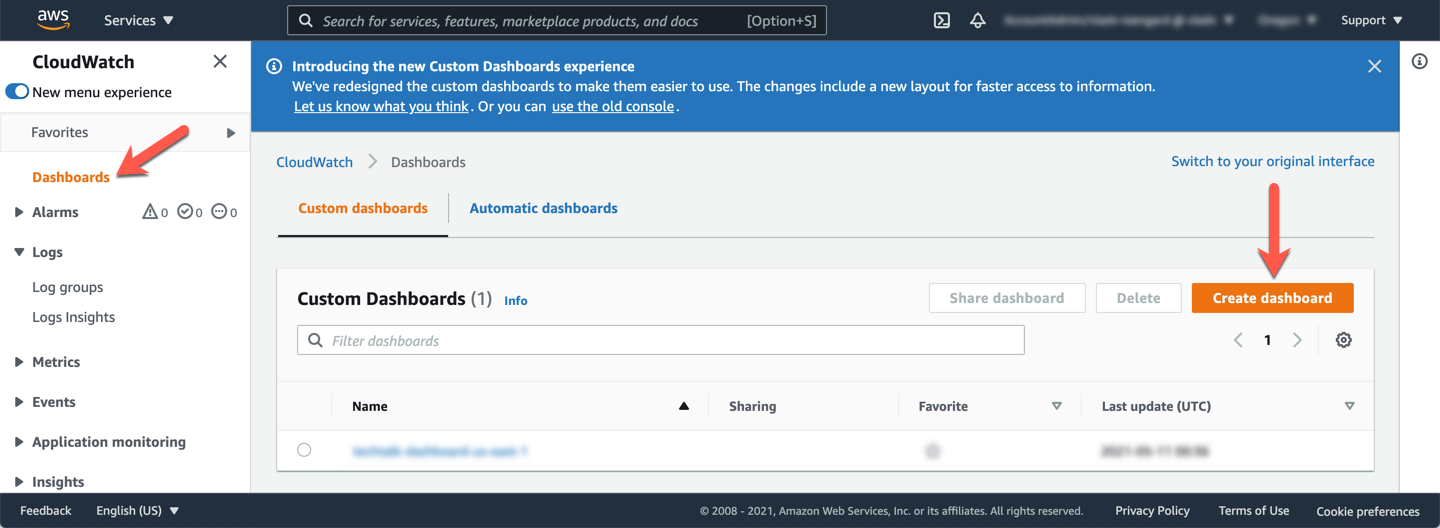 aws
Services
Search for services, features, marketplace products, and docs [Option+S]
Support
CloudWatch
New menu experience
Favorites
Dashboards
Alarms 0 0 0
Logs
Log groups
Logs Insights
Metrics
Events
Application monitoring
Insights
Introducing the new Custom Dashboards experience
We've redesigned the custom dashboards to make them easier to use. The changes include a new layout for faster access to information.
Let us know what you think. Or you can use the old console.
CloudWatch Dashboards
Switch to your original interface
Custom dashboards Automatic dashboards
Custom Dashboards (1) Info
Share dashboard Delete Create dashboard
Filter dashboards
1
Name Sharing Favorite Last update (UTC)
Feedback English (US) © 2008 - 2021, Amazon Web Services, Inc. or its affiliates. All rights reserved. Privacy Policy Terms of Use Cookie preferences